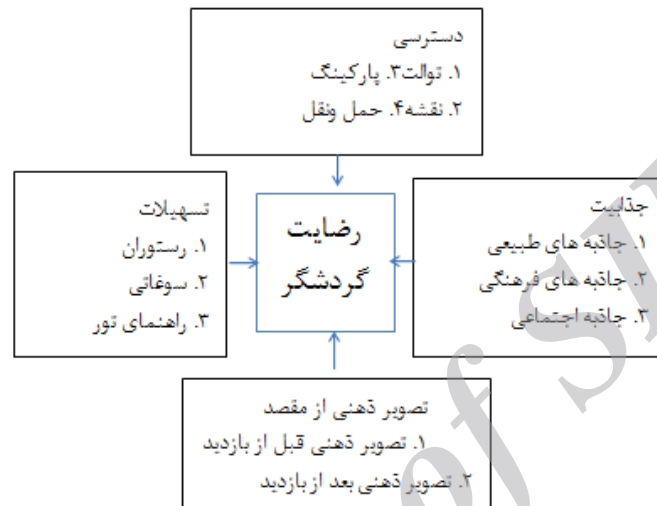 دسترسی
۱. توالت۳. پارکینگ
۲. نقشه۴. حمل ونقل
جذابیت
۱. جاذبه های طبیعی
۲. جاذبه های فرهنگی
۳. جاذبه اجتماعی
رضایت
گردشگر
تسهیلات
۱. رستوران
۲. سوغاتی
۳. راهنمای تور
تصویر ذهنی از مقصد
۱. تصویر ذهنی قبل از بازدید
۲. تصویر ذهنی بعد از بازدید
of SI